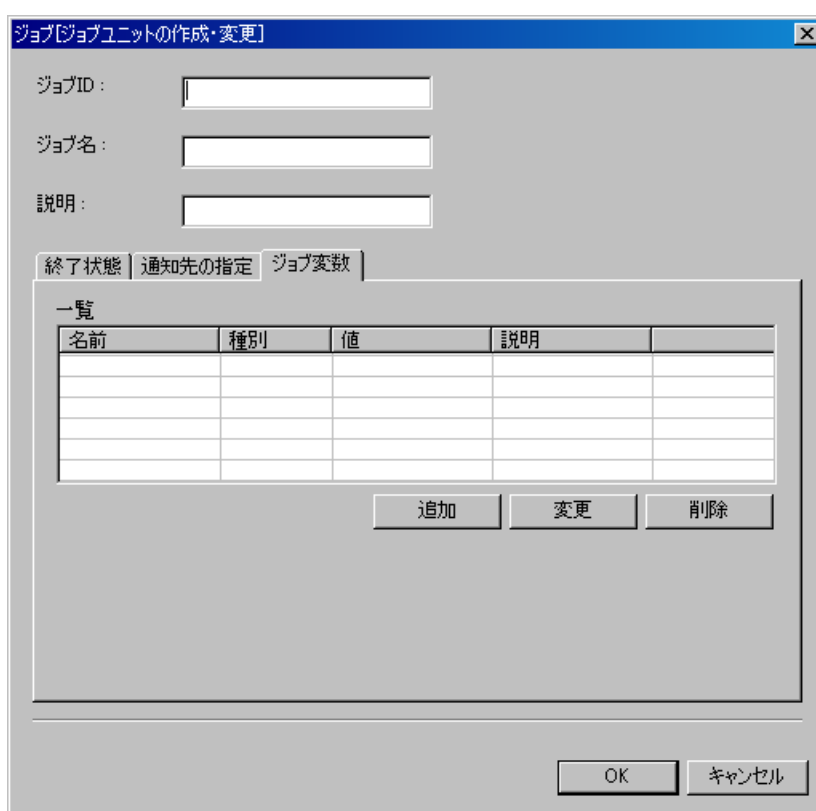 ジョブ[ジョブユニットの作成・変更]
ジョブID :
ジョブ名 :
説明 :
終了状態 通知先の指定 ジョブ変数
一覧
名前 種別 値 説明
追加 変更 削除
OK キャンセル